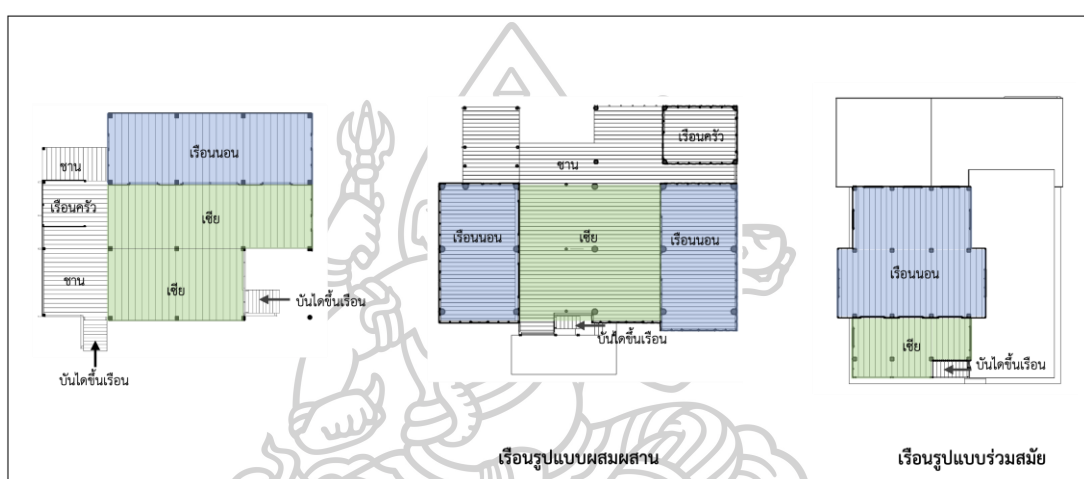 เรือนนอน
ชาน
เรือนครัว
เซีย
ชาน
เซีย
บันไดขึ้นเรือน
บันไดขึ้นเรือน
เรือนครัว
ชาน
เรือนนอน
เซีย
เรือนนอน
บันไดขึ้นเรือน
เรือนรูปแบบผสมผสาน
เรือนนอน
เซีย
บันไดขึ้นเรือน
เรือนรูปแบบร่วมสมัย